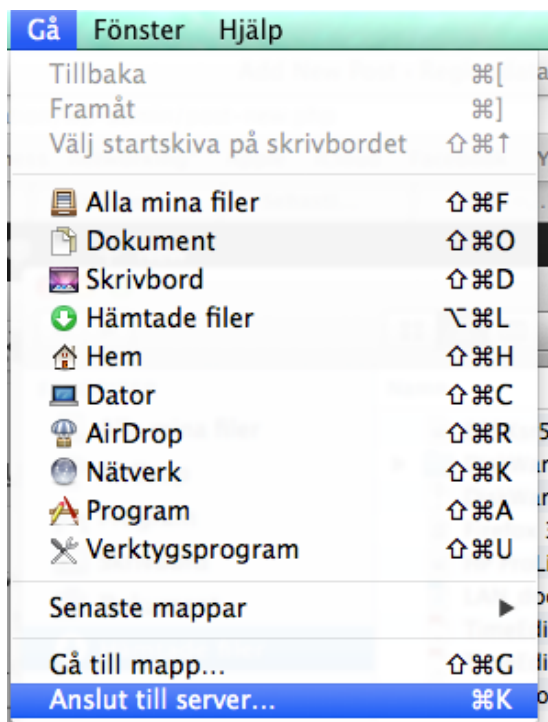 Gå Fönster Hjälp
Tillbaka ⌘[
Framåt ⌘]
Välj startskiva på skrivbordet ⇧⌘↑
Alla mina filer ⇧⌘F
Dokument ⇧⌘O
Skrivbord ⇧⌘D
Hämtade filer ⌥⌘L
Hem ⇧⌘H
Dator ⇧⌘C
AirDrop ⇧⌘R
Nätverk ⇧⌘K
Program ⇧⌘A
Verktygsprogram ⇧⌘U
Senaste mappar ▶
Gå till mapp... ⇧⌘G
Anslut till server... ⌘K